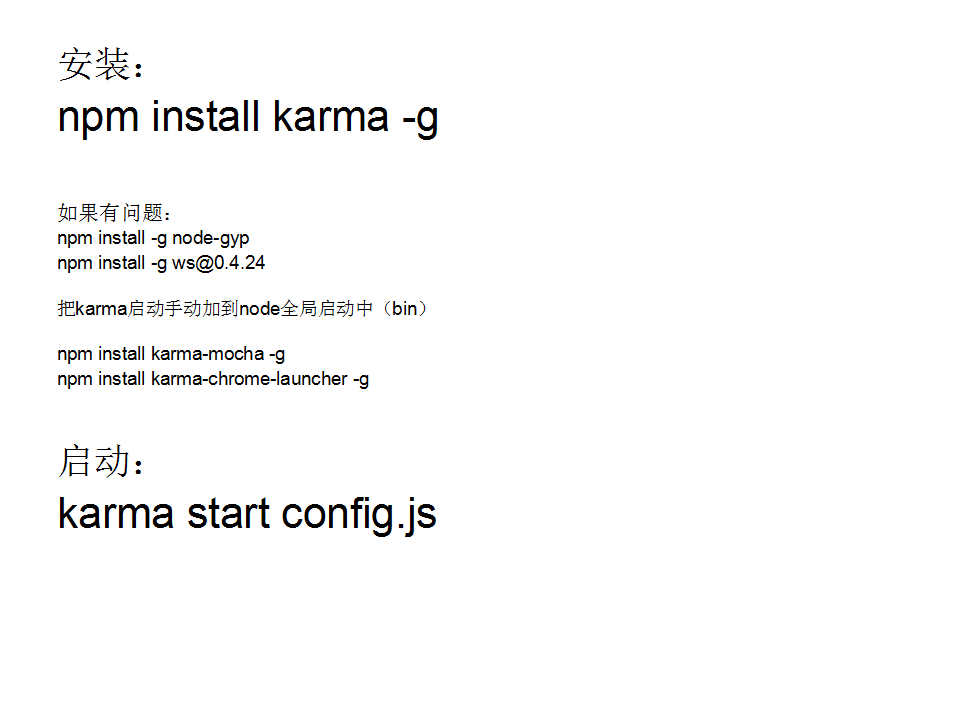 安装：
npm install karma -g
如果有问题：
npm install -g node-gyp
npm install -g ws@0.4.24
把karma启动手动加到node全局启动中（bin）
npm install karma-mocha -g
npm install karma-chrome-launcher -g
启动：
karma start config.js